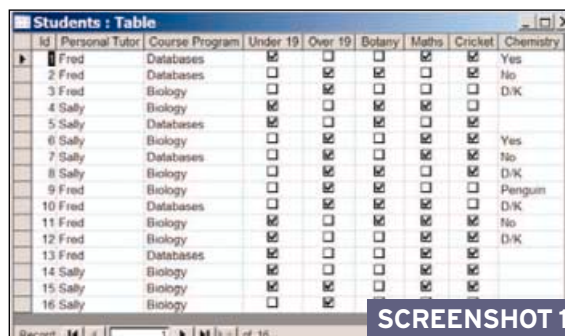 Students : Table
Id Personal Tutor Course Program Under 19 Over 19 Botany Maths Cricket Chemistry
1 Fred Databases Yes
2 Fred Databases No
3 Fred Biology D/K
4 Sally Biology
5 Sally Databases
6 Sally Biology Yes
7 Sally Databases No
8 Sally Biology D/K
9 Fred Biology Penguin
10 Fred Databases D/K
11 Fred Biology No
12 Fred Biology D/K
13 Fred Databases
14 Sally Biology
15 Sally Biology
16 Sally Biology
Record: 1 of 16
SCREENSHOT 1